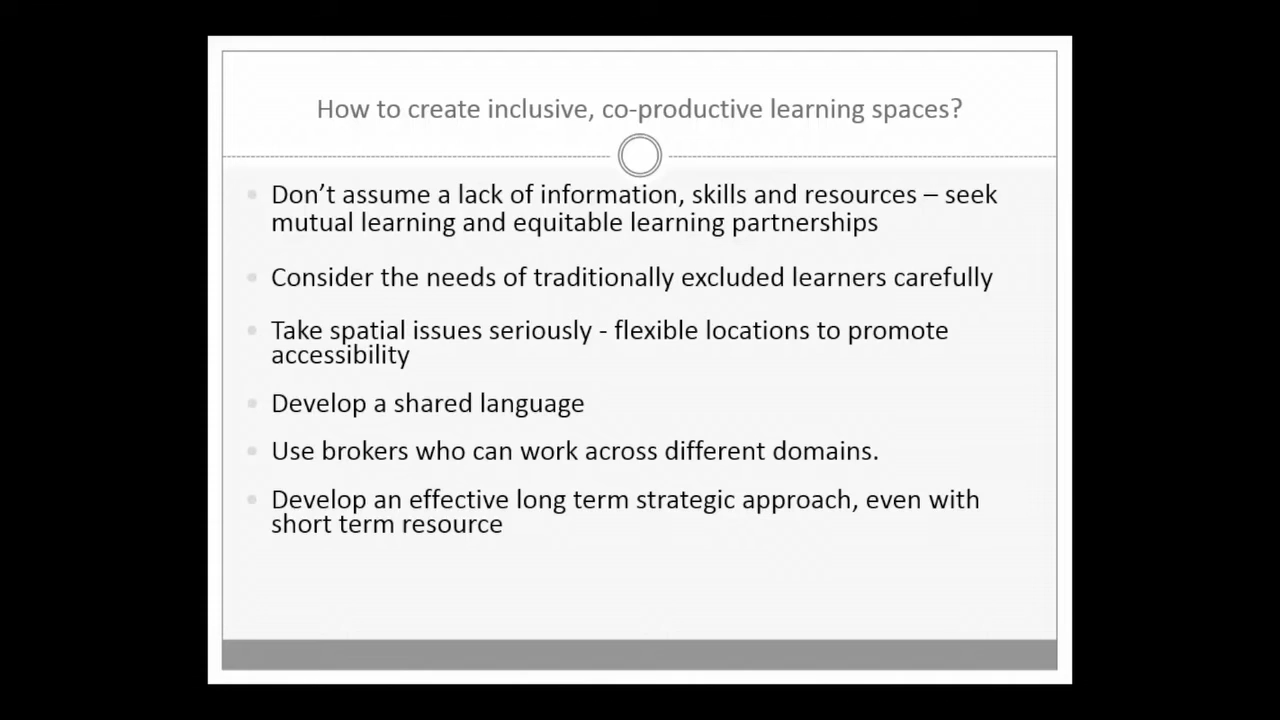 How to create inclusive, co-productive learning spaces?
Don’t assume a lack of information, skills and resources – seek
mutual learning and equitable learning partnerships
Consider the needs of traditionally excluded learners carefully
Take spatial issues seriously - flexible locations to promote
accessibility
Develop a shared language
Use brokers who can work across different domains.
Develop an effective long term strategic approach, even with
short term resource